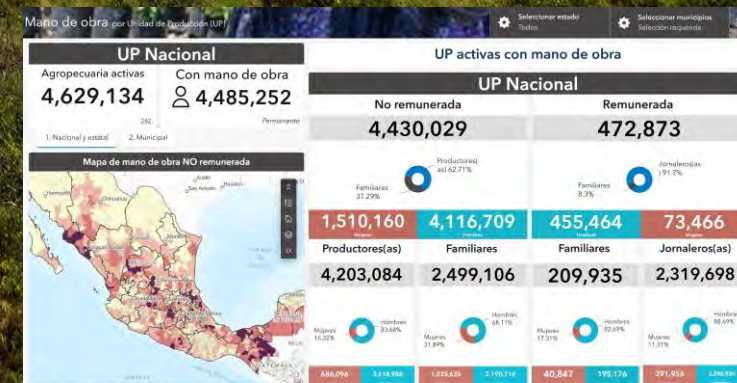 Mano de obra por Unidad de Producción (UP)
Seleccionar estado
Todos
Seleccionar municipios
Selección requerida
UP Nacional
Agropecuaria activas
Con mano de obra
4,629,134
4,485,252
262
Permanente
1. Nacional y estatal
2. Municipal
Mapa de mano de obra NO remunerada
UP activas con mano de obra
UP Nacional
No remunerada
Remunerada
4,430,029
472,873
Productores(
as) 62.71%
Familiares
37.29%
Jornaleros(as
) 91.7%
Familiares
8.3%
1,510,160
4,116,709
455,464
73,466
Productores(as)
Familiares
Familiares
Jornaleros(as)
4,203,084
2,499,106
209,935
2,319,698
Mujeres
16.32%
Hombres
83.68%
Mujeres
31.89%
Hombres
68.11%
Mujeres
17.31%
Hombres
82.69%
Mujeres
11.31%
Hombres
88.69%
686,096
40,847
195,176
291,956